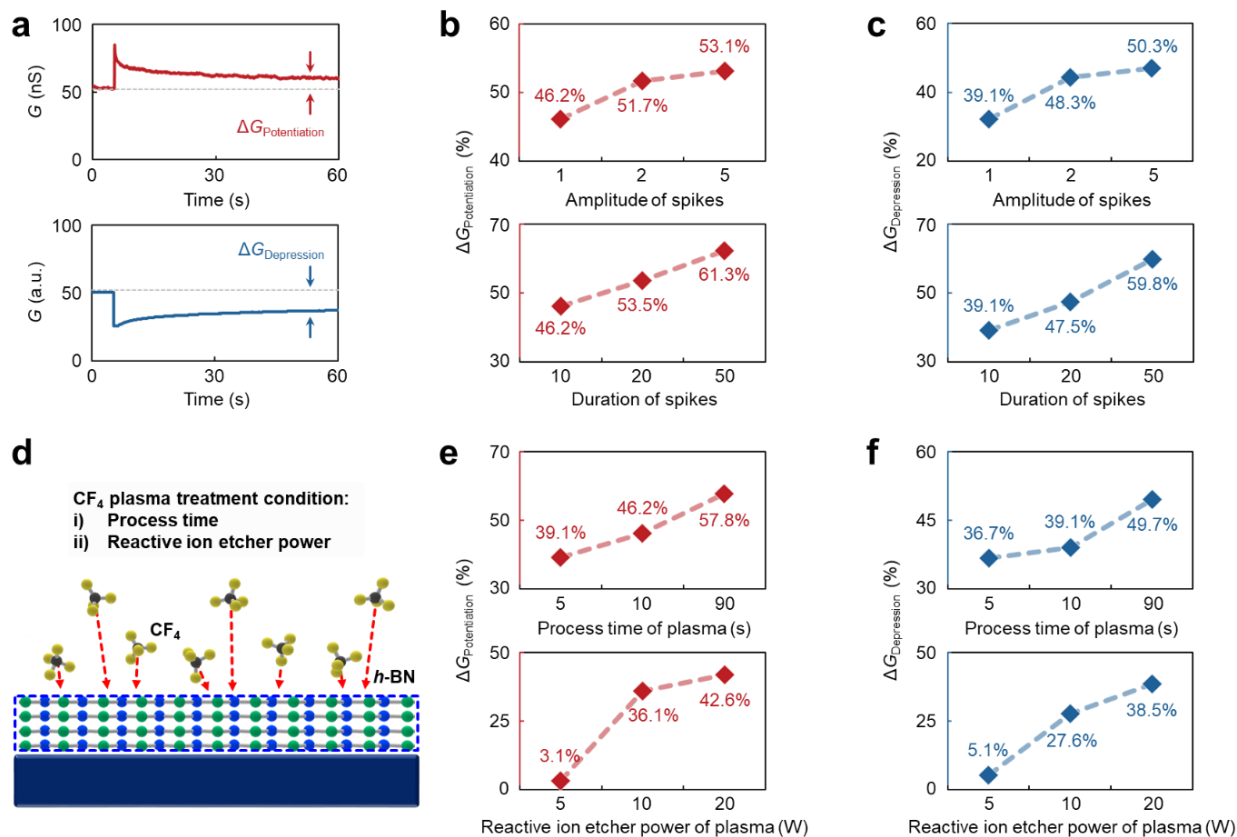 a
100
50
0
G (nS)
ΔG_Potentiation
0
30
60
Time (s)
100
50
0
G (a.u.)
ΔG_Depression
0
30
60
Time (s)
b
ΔG_Potentiation (%)
60
50
40
46.2%
51.7%
53.1%
1
2
5
Amplitude of spikes
70
50
30
46.2%
53.5%
61.3%
10
20
50
Duration of spikes
c
ΔG_Depression (%)
80
60
40
20
39.1%
48.3%
50.3%
1
2
5
Amplitude of spikes
60
30
39.1%
47.5%
59.8%
10
20
50
Duration of spikes
d
CF4 plasma treatment condition:
i) Process time
ii) Reactive ion etcher power
CF4
h-BN
e
ΔG_Potentiation (%)
70
50
30
39.1%
46.2%
57.8%
5
10
90
Process time of plasma (s)
50
25
0
3.1%
36.1%
42.6%
5
10
20
Reactive ion etcher power of plasma (W)
f
ΔG_Depression (%)
60
45
30
36.7%
39.1%
49.7%
5
10
90
Process time of plasma (s)
50
25
0
5.1%
27.6%
38.5%
5
10
20
Reactive ion etcher power of plasma (W)